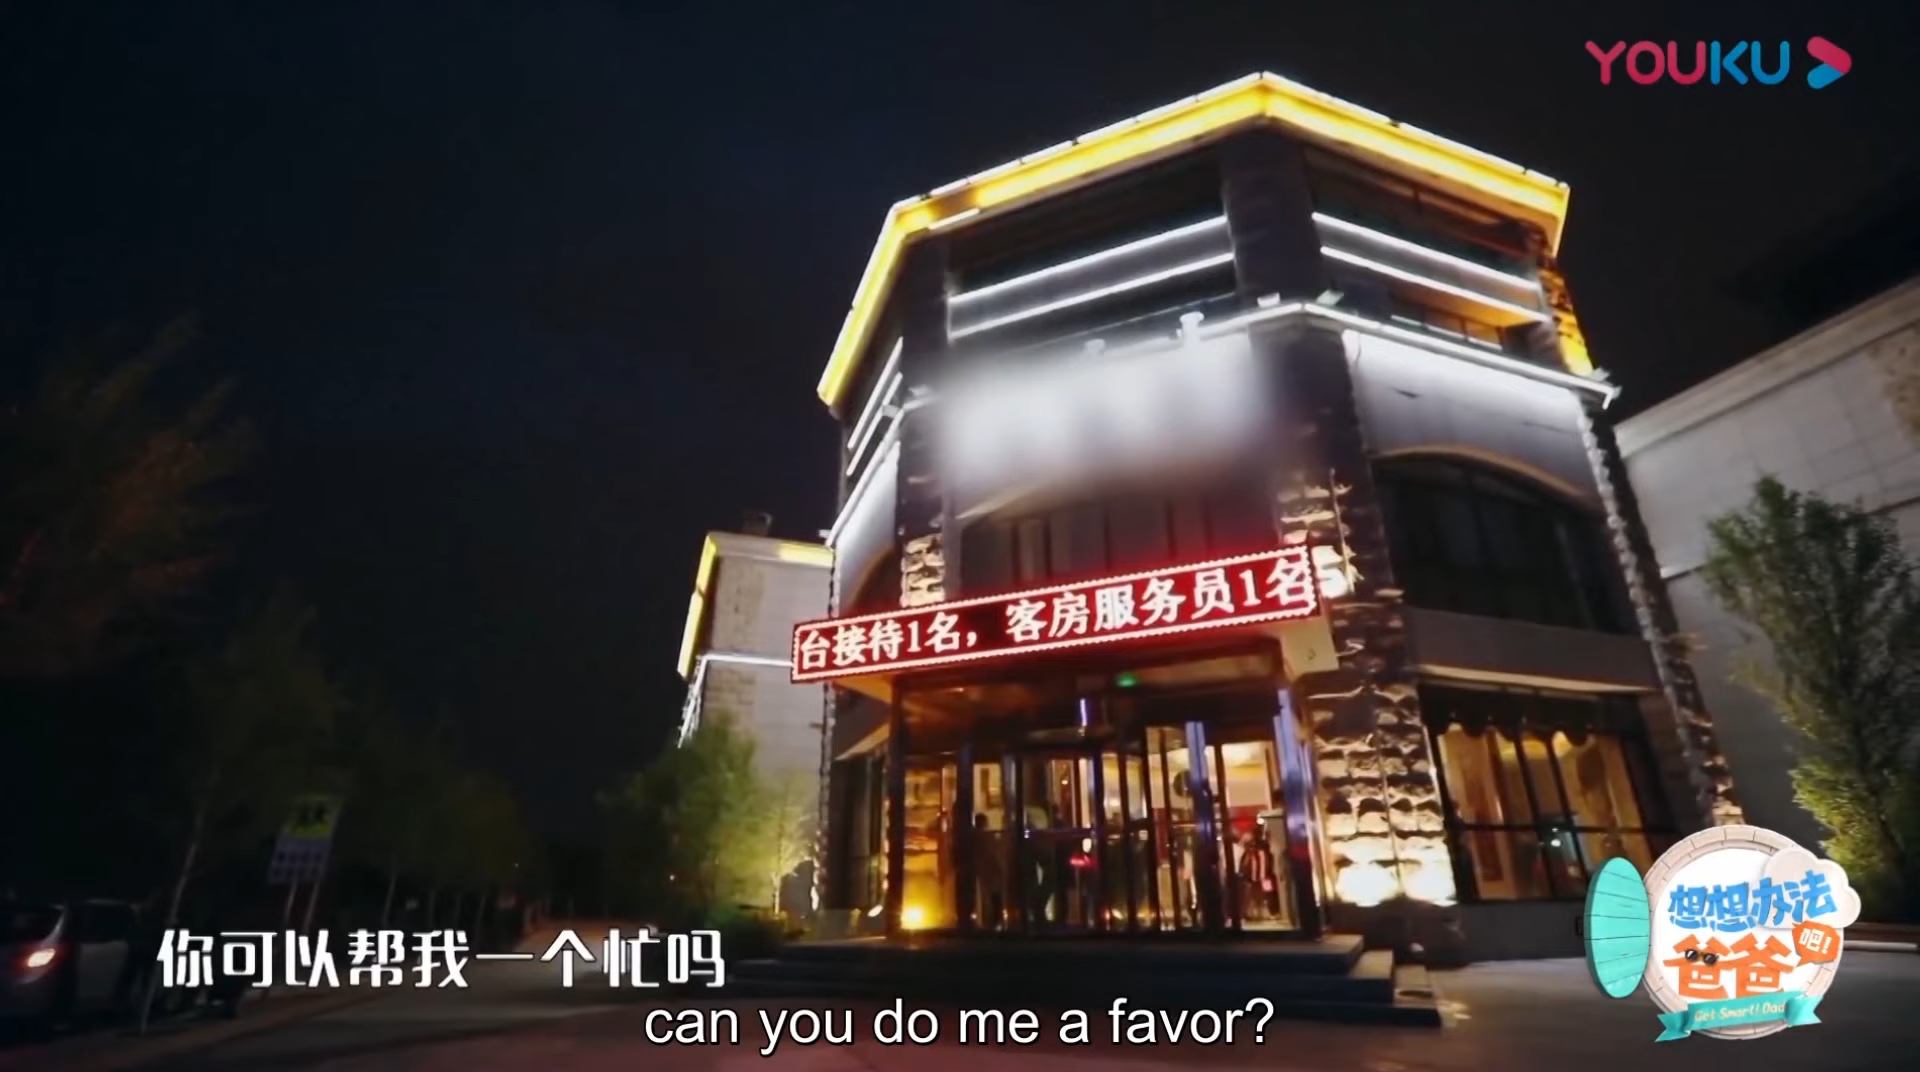 YOUKU
台接待1名，客房服务员1名
你可以帮我一个忙吗
can you do me a favor?
想想办法
吧!
爸爸
Get Smart! Dad